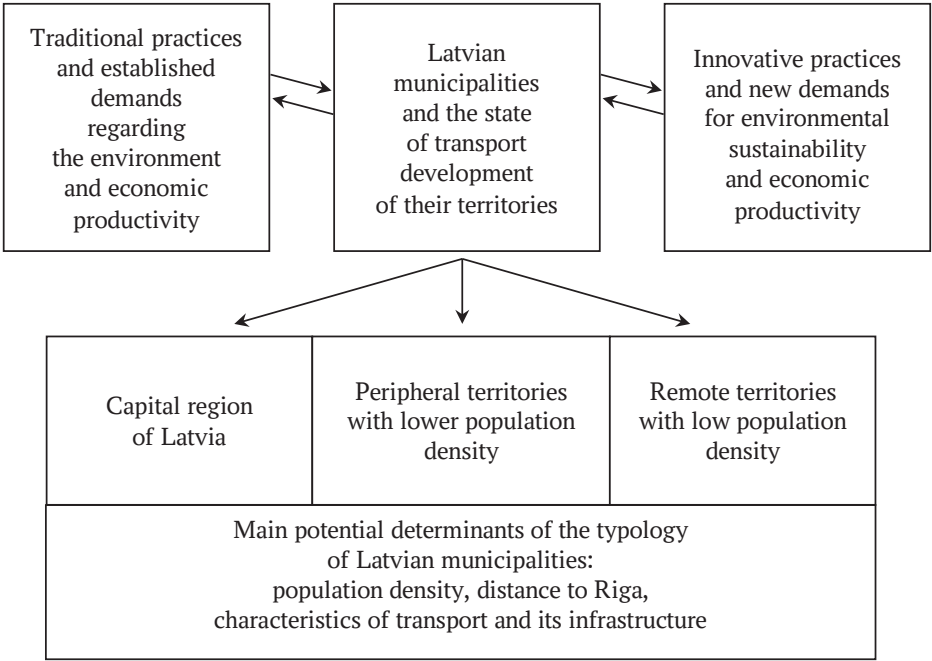 Traditional practices
and established
demands
regarding
the environment
and economic
productivity
Latvian
municipalities
and the state
of transport
development
of their territories
Innovative practices
and new demands
for environmental
sustainability
and economic
productivity
Capital region
of Latvia
Peripheral territories
with lower population
density
Remote territories
with low population
density
Main potential determinants of the typology
of Latvian municipalities:
population density, distance to Riga,
characteristics of transport and its infrastructure